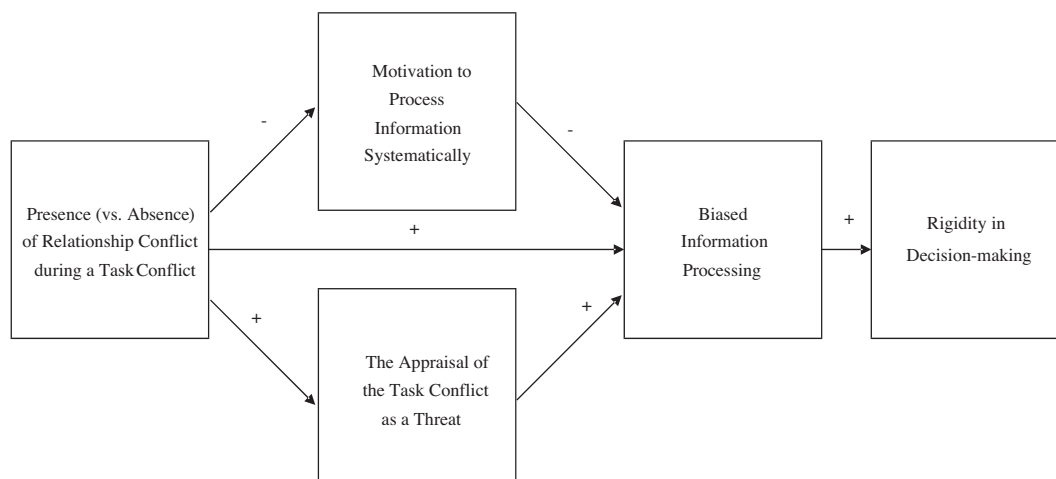 Motivation to
Process
Information
Systematically
-
-
Presence (vs. Absence)
of Relationship Conflict
during a Task Conflict
+
Biased
Information
Processing
+
Rigidity in
Decision-making
+
+
The Appraisal of
the Task Conflict
as a Threat